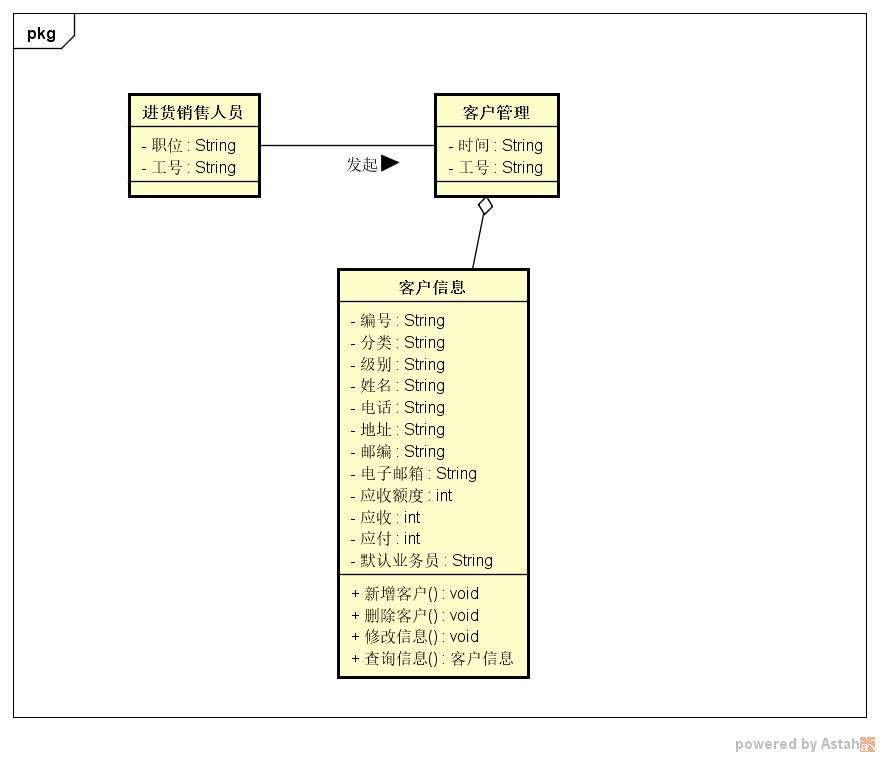 pkg
进货销售人员
- 职位 : String
- 工号 : String
发起
客户管理
- 时间 : String
- 工号 : String
客户信息
- 编号 : String
- 分类 : String
- 级别 : String
- 姓名 : String
- 电话 : String
- 地址 : String
- 邮编 : String
- 电子邮箱 : String
- 应收额度 : int
- 应收 : int
- 应付 : int
- 默认业务员 : String
+ 新增客户() : void
+ 删除客户() : void
+ 修改信息() : void
+ 查询信息() : 客户信息
powered by Astah